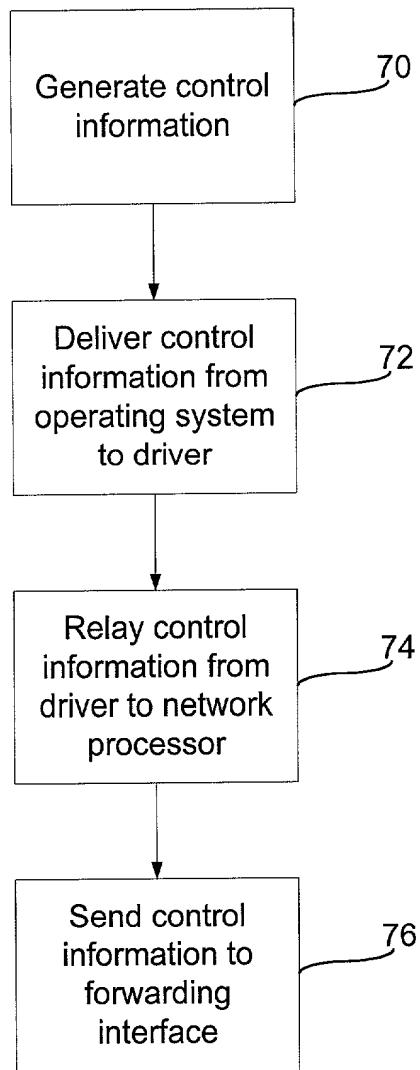 Generate control
information
70
Deliver control
information from
operating system
to driver
72
Relay control
information from
driver to network
processor
74
Send control
information to
forwarding
interface
76